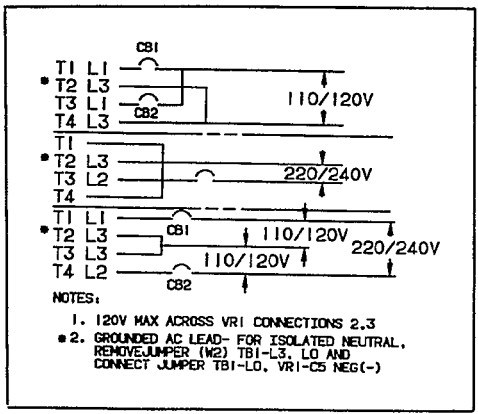 CB1
T1 L1
• T2 L3
T3 L1
CB2
T4 L3
110/120V
T1
• T2 L3
T3 L2
T4
220/240V
T1 L1
CB1
• T2 L3
T3 L3
T4 L2
CB2
110/120V
110/120V
220/240V
NOTES:
1. 120V MAX ACROSS VR1 CONNECTIONS 2,3
• 2. GROUNDED AC LEAD- FOR ISOLATED NEUTRAL,
REMOVEJUMPER (W2) TB1-L3, LO AND
CONNECT JUMPER TB1-LO, VR1-C5 NEG(-)